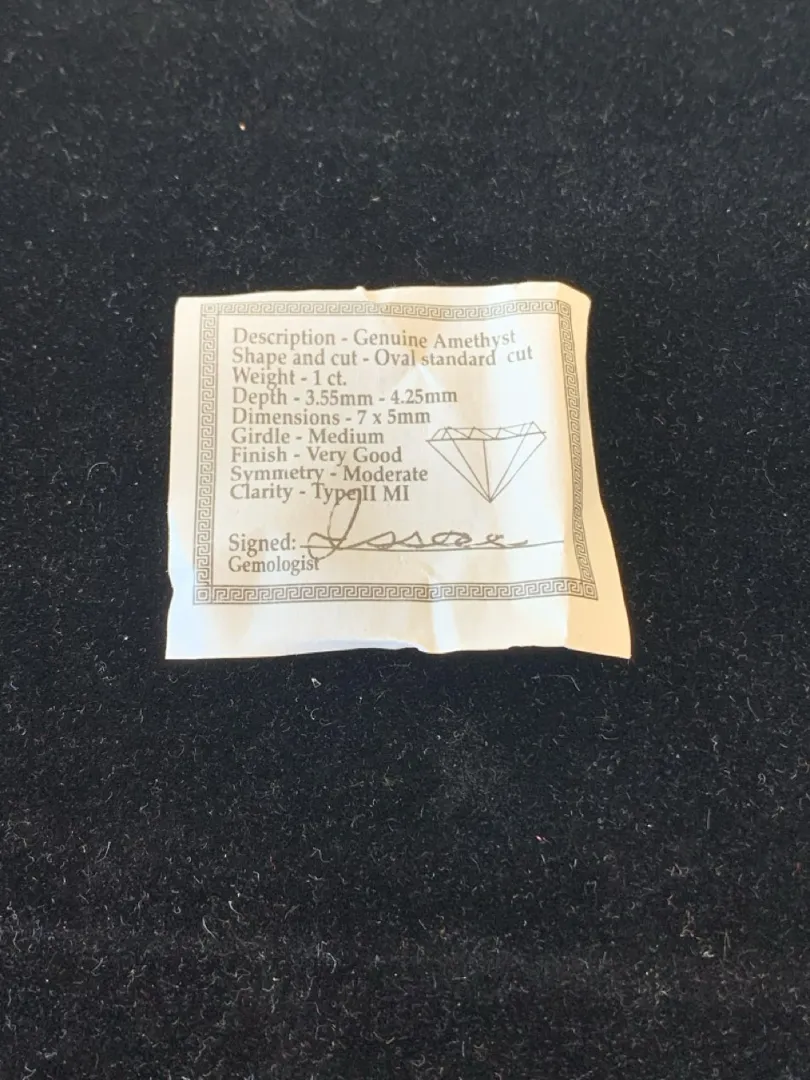 Description - Genuine Amethyst
Shape and cut - Oval standard cut
Weight - 1 ct.
Depth - 3.55mm - 4.25mm
Dimensions - 7 x 5mm
Girdle - Medium
Finish - Very Good
Symmetry - Moderate
Clarity - Type II MI
Signed:
Gemologist